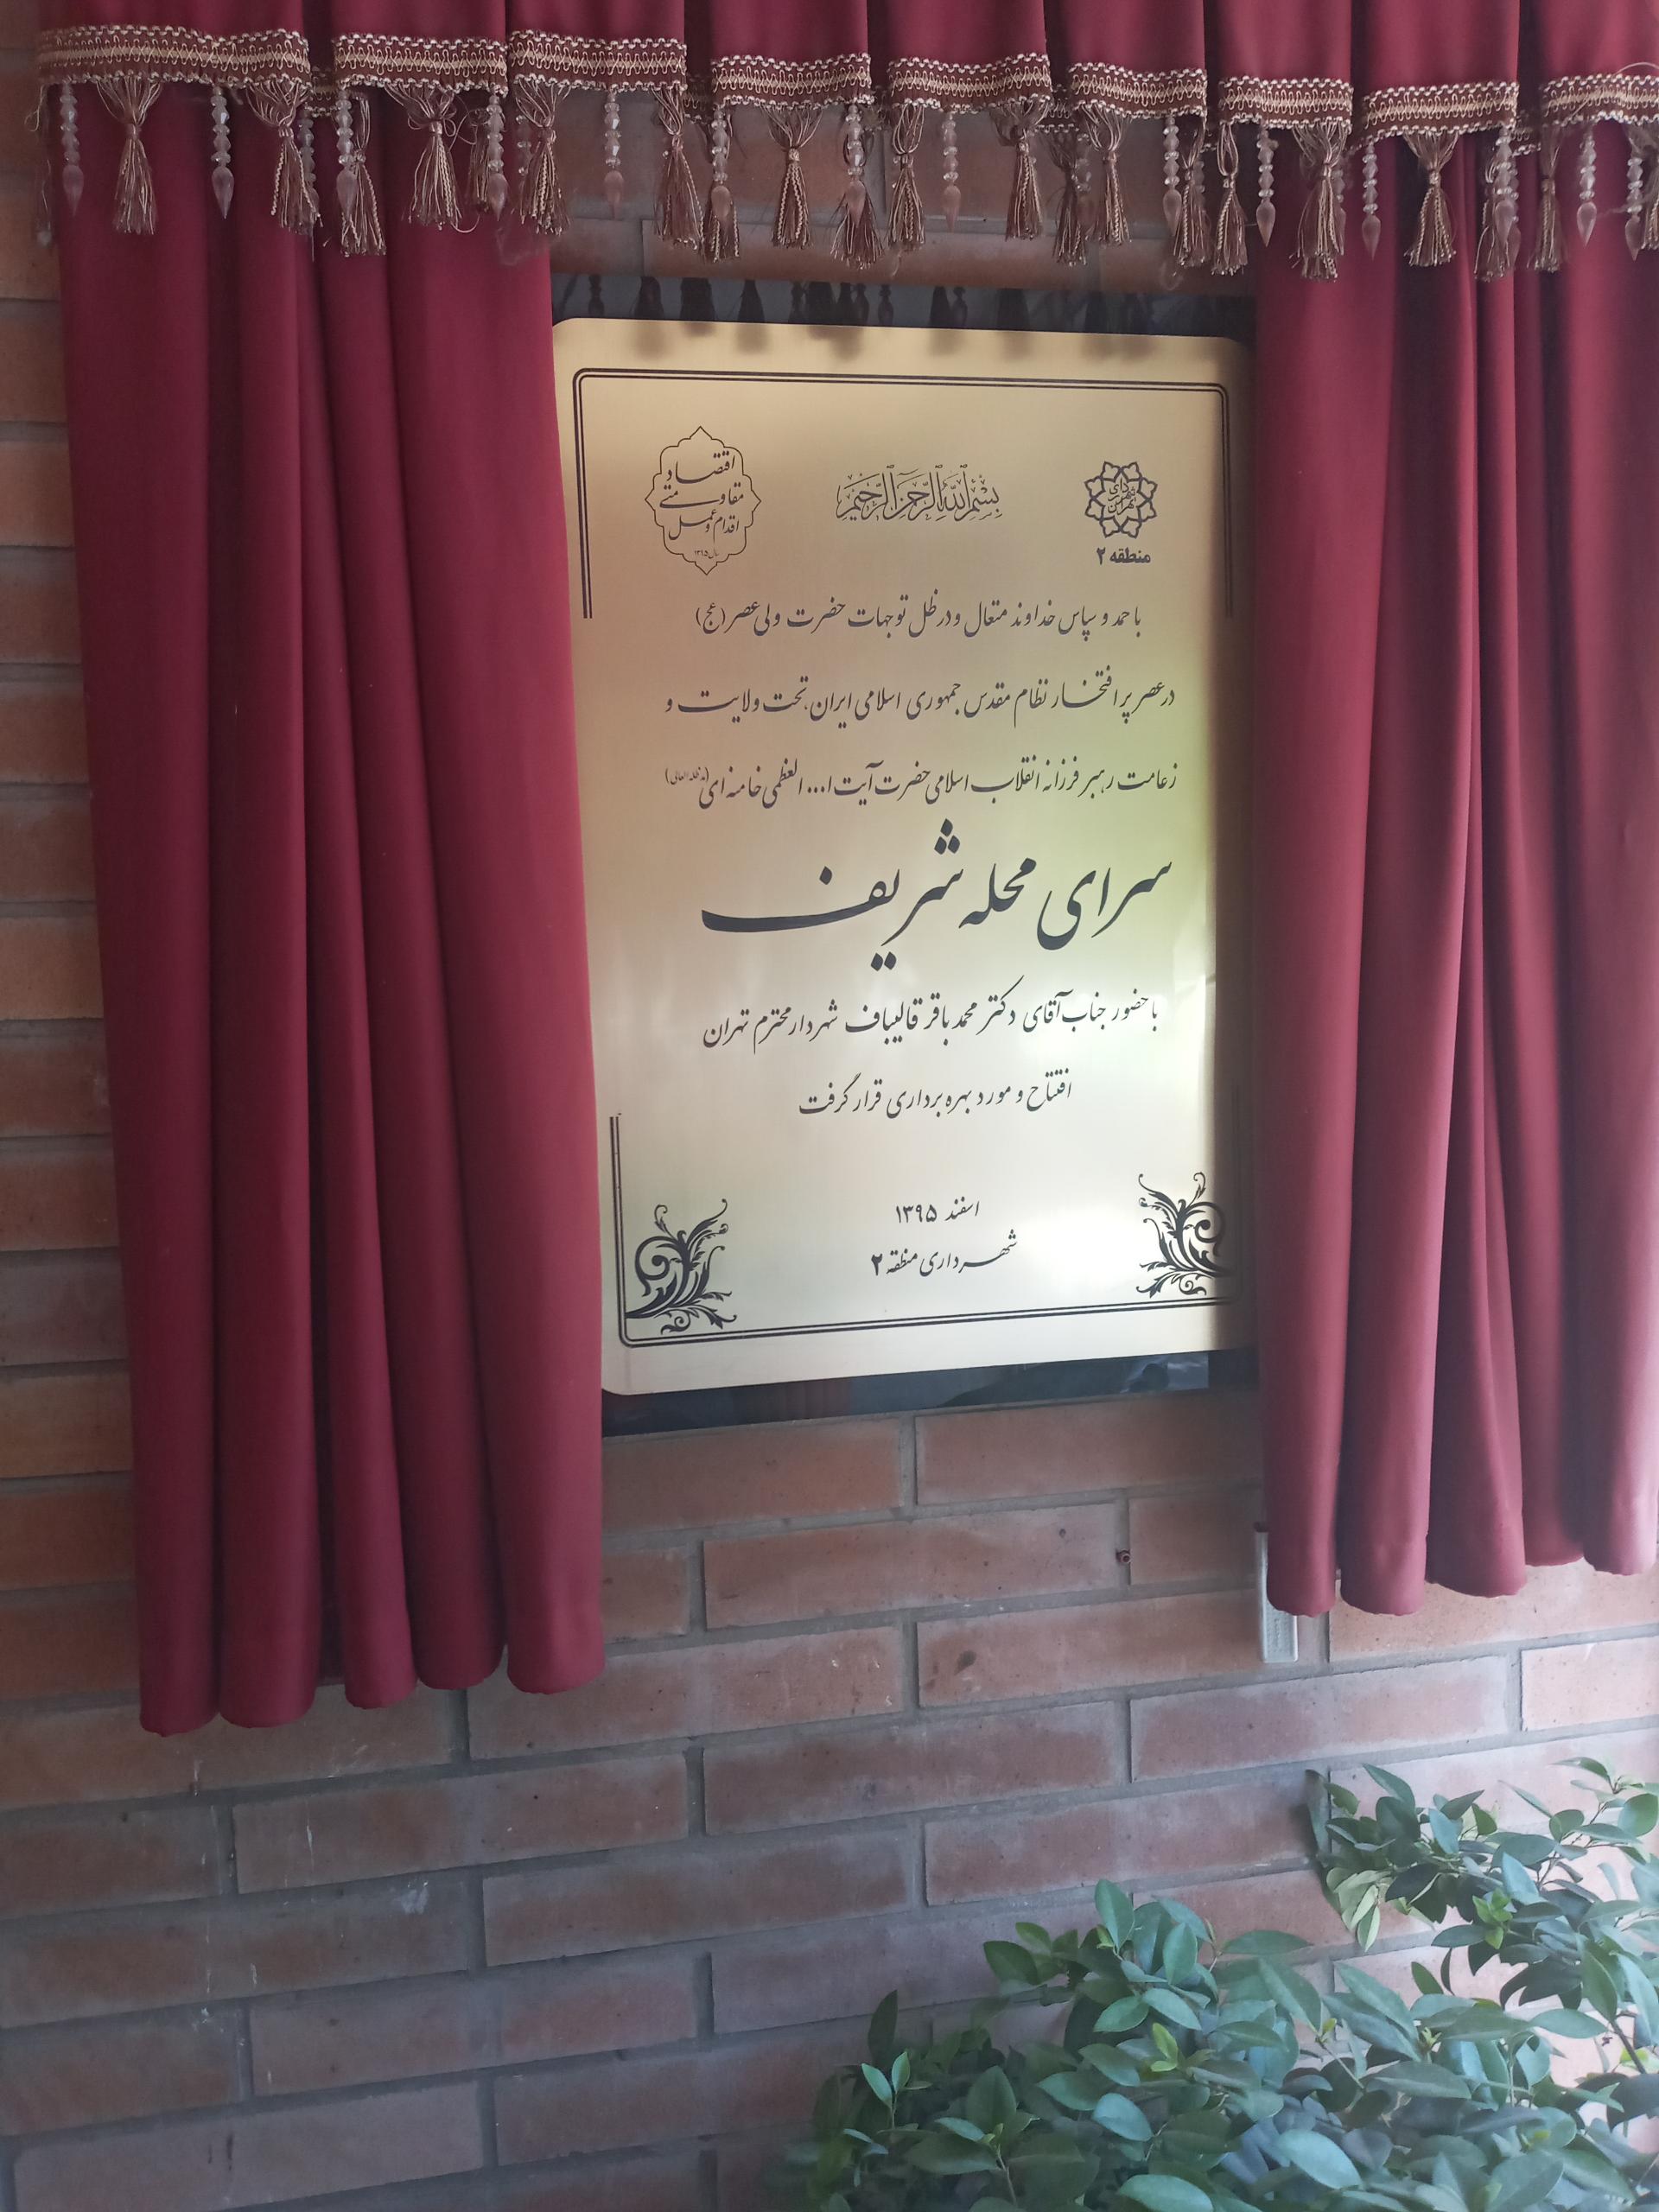 شهرداری تهران
منطقه ۲
بسم الله الرحمن الرحیم
اقتصاد
مقاومتی
اقدام و عمل
سال ۱۳۹۵
با حمد و سپاس خداوند متعال و در ظل توجهات حضرت ولی عصر (عج)
در عصر پر افتخار نظام مقدس جمهوری اسلامی ایران، تحت ولایت و
زعامت رهبر فرزانه انقلاب اسلامی حضرت آیت ا... العظمی خامنه ای (مدظله العالی)
سرای محله شریف
با حضور جناب آقای دکتر محمد باقر قالیباف شهردار محترم تهران
افتتاح و مورد بهره برداری قرار گرفت
اسفند ۱۳۹۵
شهرداری منطقه ۲